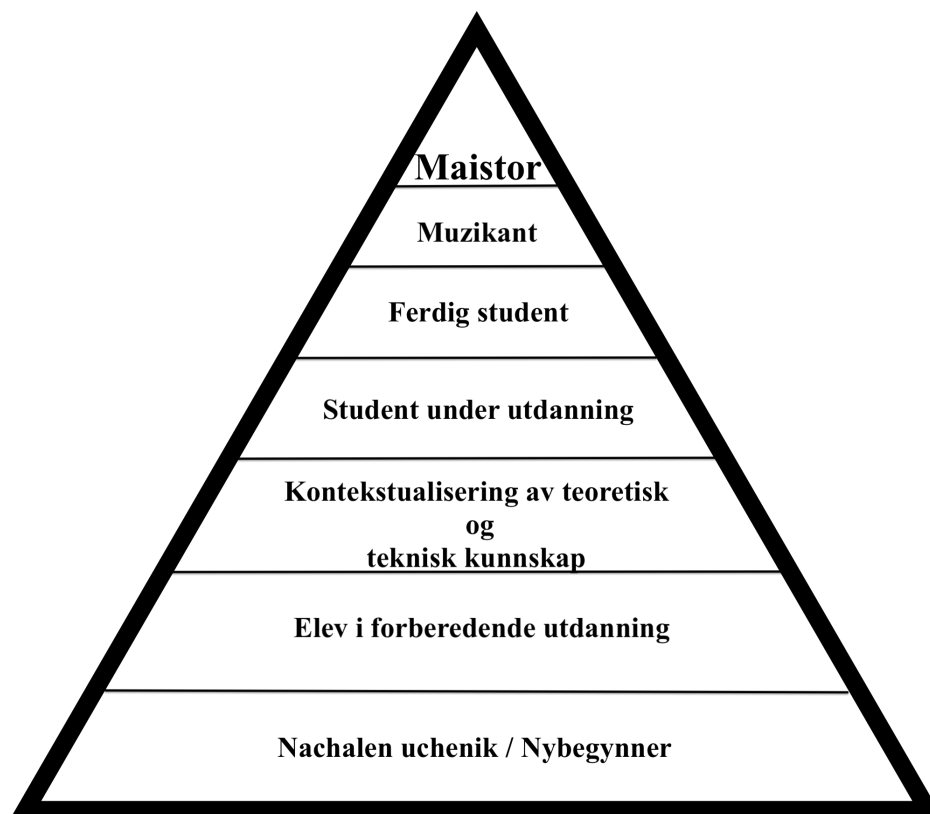 Maistor
Muzikant
Ferdig student
Student under utdanning
Kontekstualisering av teoretisk
og
teknisk kunnskap
Elev i forberedende utdanning
Nachalen uchenik / Nybegynner